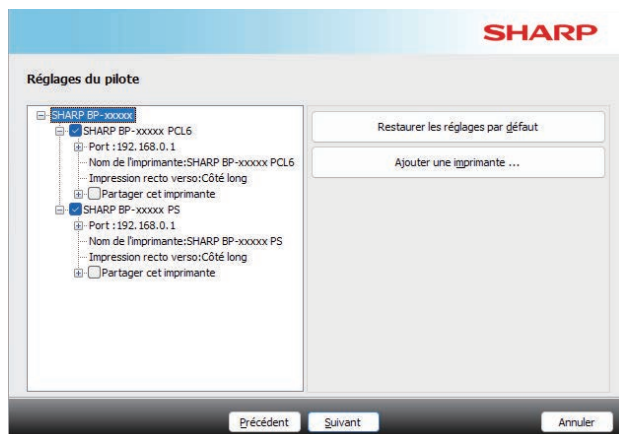 SHARP
Réglages du pilote
SHARP BP-xxxxx
SHARP BP-xxxxx PCL6
Port :192.168.0.1
Nom de l'imprimante:SHARP BP-xxxxx PCL6
Impression recto verso:Côté long
Partager cet imprimante
SHARP BP-xxxxx PS
Port :192.168.0.1
Nom de l'imprimante:SHARP BP-xxxxx PS
Impression recto verso:Côté long
Partager cet imprimante
Restaurer les réglages par défaut
Ajouter une imprimante ...
Précédent
Suivant
Annuler